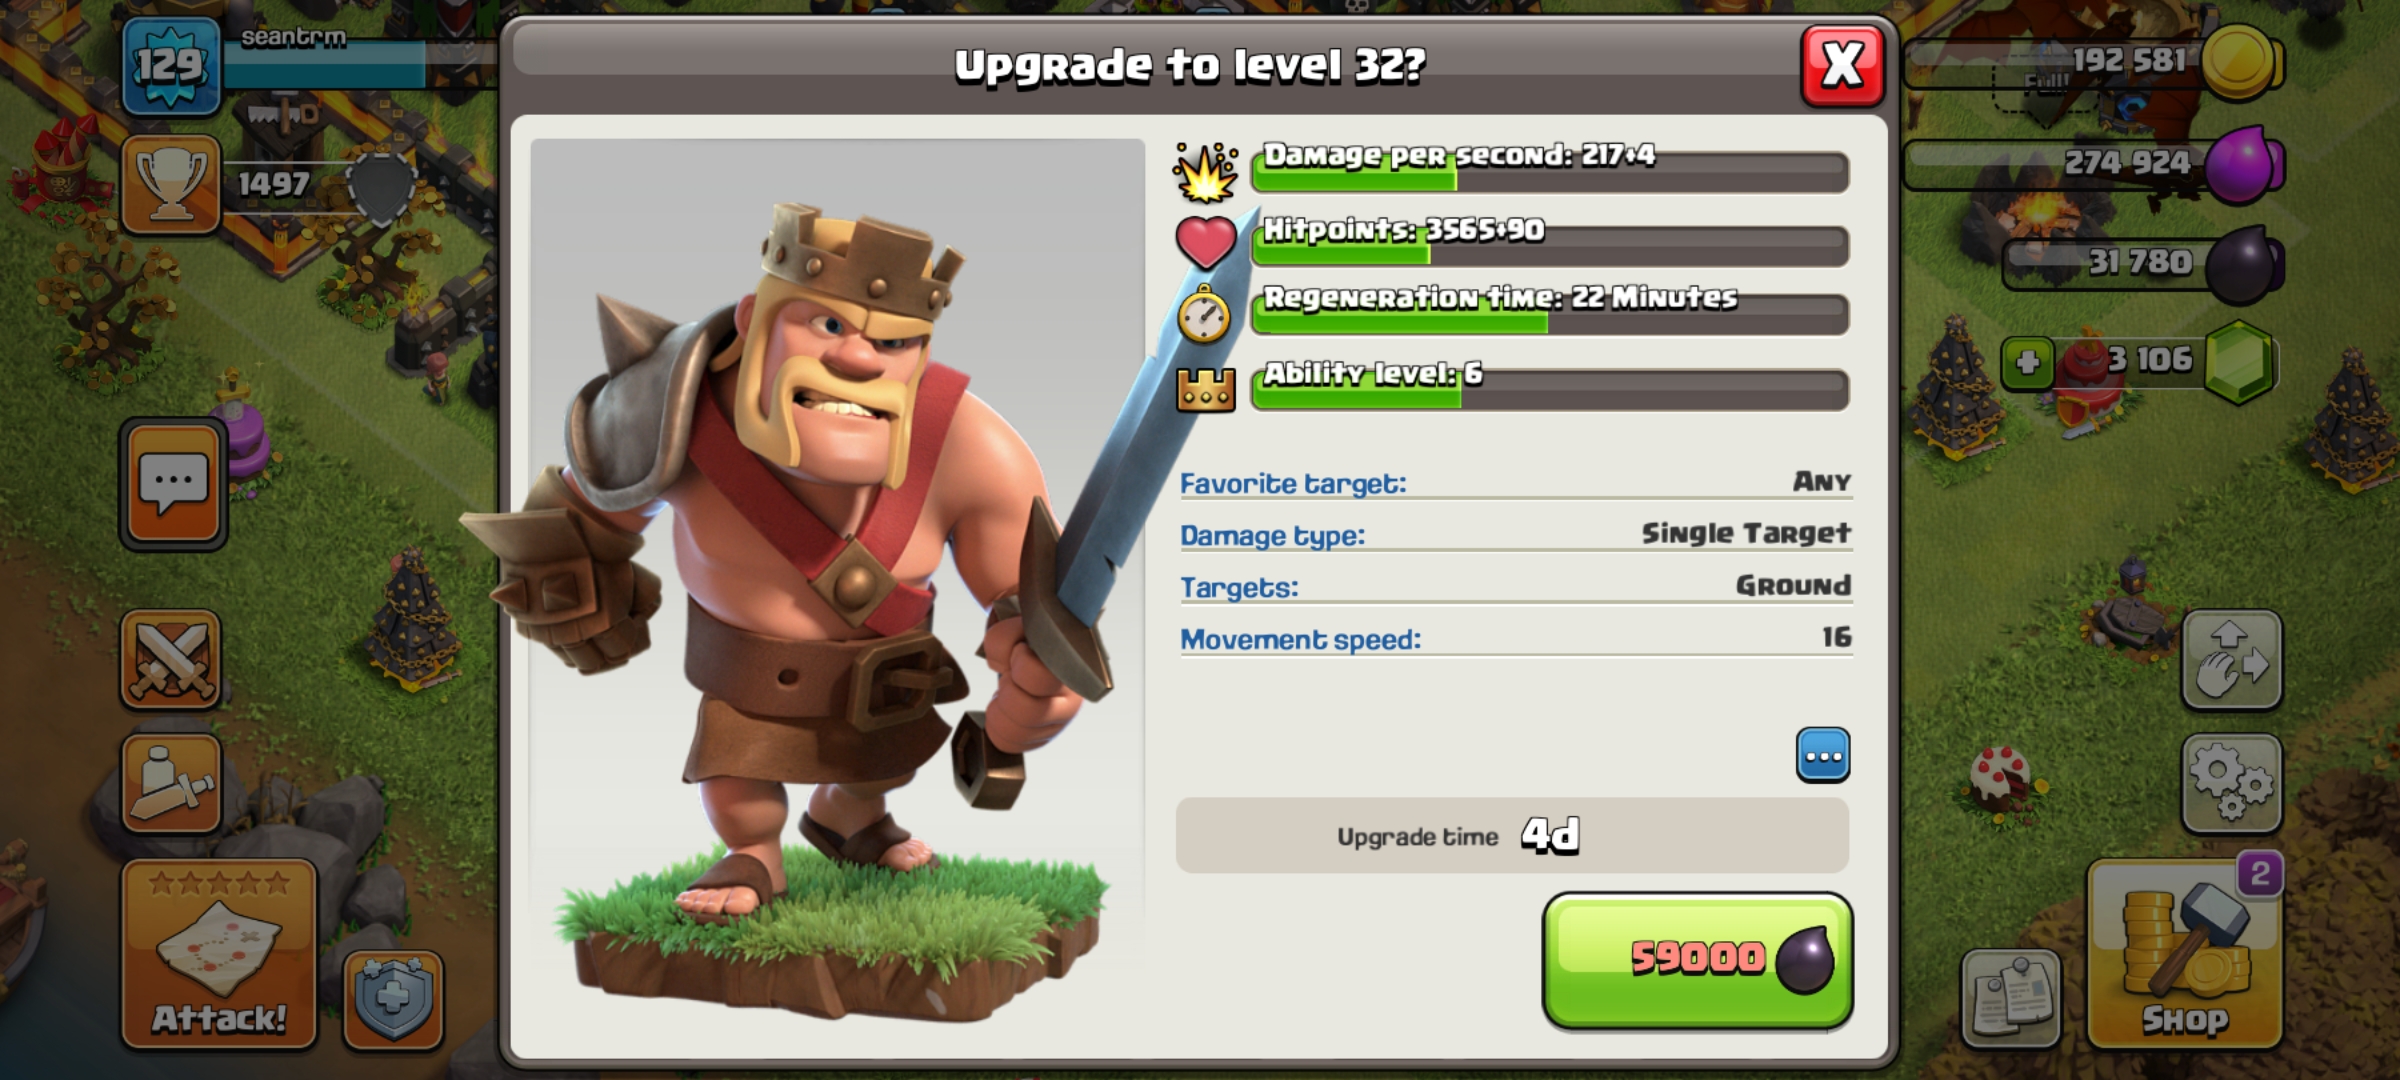 129
seantrm
1497
Upgrade to level 32?
X
192 581
Full!
274 924
31 780
3 106
Damage per second: 217+4
Hitpoints: 3565+90
Regeneration time: 22 Minutes
Ability level: 6
Favorite target: Any
Damage type: Single Target
Targets: Ground
Movement speed: 16
Upgrade time 4d
59000
Attack!
2
Shop